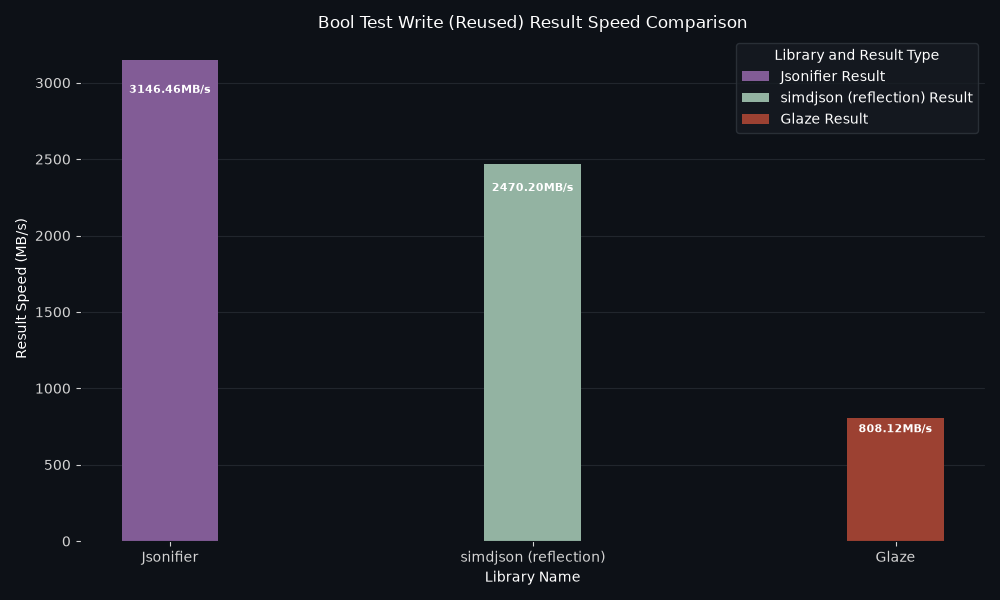 Bool Test Write (Reused) Result Speed Comparison
Library and Result Type
Jsonifier Result
simdjson (reflection) Result
Glaze Result
Result Speed (MB/s)
3000
2500
2000
1500
1000
500
0
3146.46MB/s
2470.20MB/s
808.12MB/s
Jsonifier
simdjson (reflection)
Glaze
Library Name